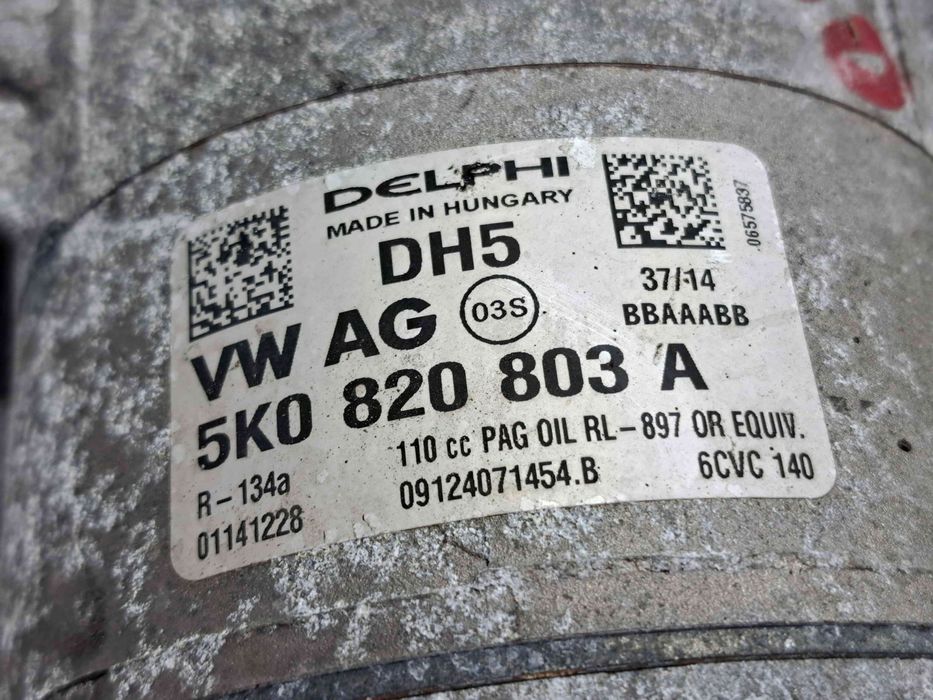 DELPHI
MADE IN HUNGARY
DH5
06575837
37/14
BBAAABB
VW AG 03S
5K0 820 803 A
110 cc PAG OIL RL-897 OR EQUIV.
R-134a
09124071454.B
6CVC 140
01141228